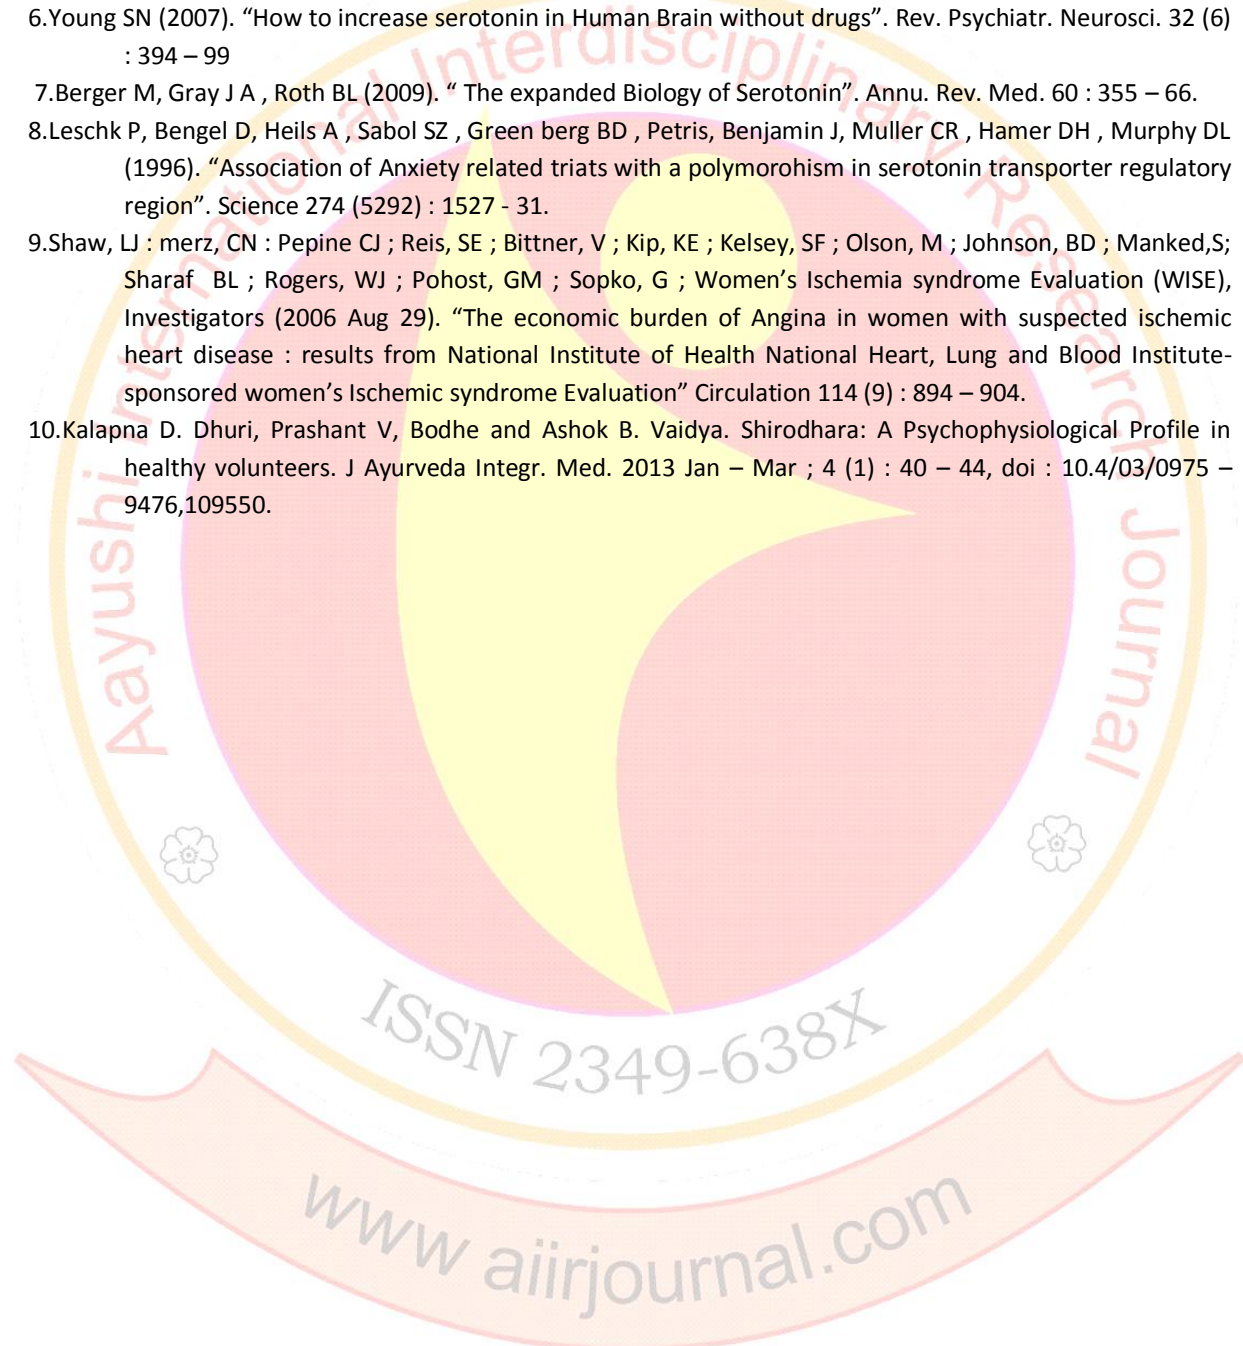 6.Young SN (2007). “How to increase serotonin in Human Brain without drugs”. Rev. Psychiatr. Neurosci. 32 (6)
: 394 – 99
7.Berger M, Gray J A , Roth BL (2009). “ The expanded Biology of Serotonin”. Annu. Rev. Med. 60 : 355 – 66.
8.Leschk P, Bengel D, Heils A , Sabol SZ , Green berg BD , Petris, Benjamin J, Muller CR , Hamer DH , Murphy DL
(1996). “Association of Anxiety related triats with a polymorohism in serotonin transporter regulatory
region”. Science 274 (5292) : 1527 - 31.
9.Shaw, LJ : merz, CN : Pepine CJ ; Reis, SE ; Bittner, V ; Kip, KE ; Kelsey, SF ; Olson, M ; Johnson, BD ; Manked,S;
Sharaf BL ; Rogers, WJ ; Pohost, GM ; Sopko, G ; Women’s Ischemia syndrome Evaluation (WISE),
Investigators (2006 Aug 29). “The economic burden of Angina in women with suspected ischemic
heart disease : results from National Institute of Health National Heart, Lung and Blood Institute-
sponsored women’s Ischemic syndrome Evaluation” Circulation 114 (9) : 894 – 904.
10.Kalapna D. Dhuri, Prashant V, Bodhe and Ashok B. Vaidya. Shirodhara: A Psychophysiological Profile in
healthy volunteers. J Ayurveda Integr. Med. 2013 Jan – Mar ; 4 (1) : 40 – 44, doi : 10.4/03/0975 –
9476,109550.
Aayushi International Interdisciplinary Research Journal
ISSN 2349-638X
www aiirjournal.com